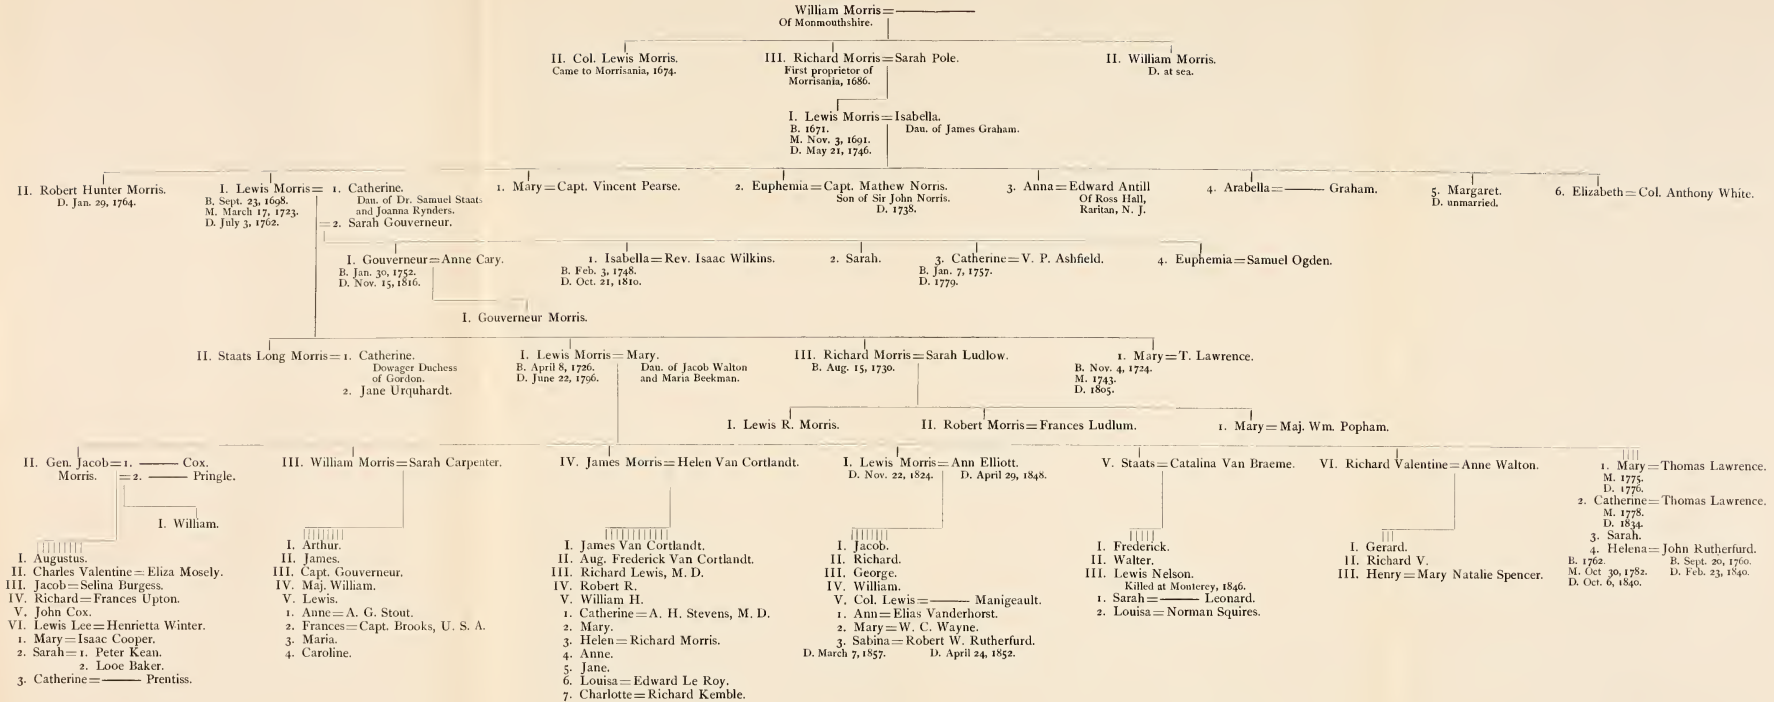 William Morris=———
Of Monmouthshire.
II. Col. Lewis Morris.
Came to Morrisania, 1674.
III. Richard Morris=Sarah Pole.
First proprietor of
Morrisania, 1686.
II. William Morris.
D. at sea.
I. Lewis Morris=Isabella.
B. 1671. Dau. of James Graham.
M. Nov. 3, 1691.
D. May 21, 1746.
II. Robert Hunter Morris.
D. Jan. 29, 1764.
I. Lewis Morris= 1. Catherine.
B. Sept. 23, 1698. Dau. of Dr. Samuel Staats
M. March 17, 1723. and Joanna Rynders.
D. July 3, 1762. =2. Sarah Gouverneur.
1. Mary=Capt. Vincent Pearse.
2. Euphemia=Capt. Mathew Norris.
Son of Sir John Norris.
D. 1738.
3. Anna=Edward Antill
Of Ross Hall,
Raritan, N. J.
4. Arabella=——— Graham.
5. Margaret.
D. unmarried.
6. Elizabeth=Col. Anthony White.
I. Gouverneur=Anne Cary.
B. Jan. 30, 1752.
D. Nov. 15, 1816.
1. Isabella=Rev. Isaac Wilkins.
B. Feb. 3, 1748.
D. Oct. 21, 1810.
2. Sarah.
3. Catherine=V. P. Ashfield.
B. Jan. 7, 1757.
D. 1779.
4. Euphemia=Samuel Ogden.
I. Gouverneur Morris.
II. Staats Long Morris=1. Catherine.
Dowager Duchess
of Gordon.
2. Jane Urquhardt.
I. Lewis Morris=Mary.
B. April 8, 1726. Dau. of Jacob Walton
D. June 22, 1796. and Maria Beekman.
III. Richard Morris=Sarah Ludlow.
B. Aug. 15, 1730.
1. Mary=T. Lawrence.
B. Nov. 4, 1724.
M. 1743.
D. 1805.
I. Lewis R. Morris.
II. Robert Morris=Frances Ludlum.
1. Mary=Maj. Wm. Popham.
II. Gen. Jacob=1. ——— Cox.
Morris. =2. ——— Pringle.
I. William.
III. William Morris=Sarah Carpenter.
IV. James Morris=Helen Van Cortlandt.
I. Lewis Morris=Ann Elliott.
D. Nov. 22, 1824. D. April 29, 1848.
V. Staats=Catalina Van Braeme.
VI. Richard Valentine=Anne Walton.
1. Mary=Thomas Lawrence.
M. 1775.
D. 1776.
2. Catherine=Thomas Lawrence.
M. 1778.
D. 1834.
3. Sarah.
4. Helena=John Rutherfurd.
B. 1762. B. Sept. 20, 1760.
M. Oct 30, 1782. D. Feb. 23, 1840.
D. Oct. 6, 1840.
I. Augustus.
II. Charles Valentine=Eliza Mosely.
III. Jacob=Selina Burgess.
IV. Richard=Frances Upton.
V. John Cox.
VI. Lewis Lee=Henrietta Winter.
1. Mary=Isaac Cooper.
2. Sarah=1. Peter Kean.
2. Looe Baker.
3. Catherine=——— Prentiss.
I. Arthur.
II. James.
III. Capt. Gouverneur.
IV. Maj. William.
V. Lewis.
1. Anne=A. G. Stout.
2. Frances=Capt. Brooks, U. S. A.
3. Maria.
4. Caroline.
I. James Van Cortlandt.
II. Aug. Frederick Van Cortlandt.
III. Richard Lewis, M. D.
IV. Robert R.
V. William H.
1. Catherine=A. H. Stevens, M. D.
2. Mary.
3. Helen=Richard Morris.
4. Anne.
5. Jane.
6. Louisa=Edward Le Roy.
7. Charlotte=Richard Kemble.
I. Jacob.
II. Richard.
III. George.
IV. William.
V. Col. Lewis=——— Manigeault.
1. Ann=Elias Vanderhorst.
2. Mary=W. C. Wayne.
3. Sabina=Robert W. Rutherfurd.
D. March 7, 1857. D. April 24, 1852.
I. Frederick.
II. Walter.
III. Lewis Nelson.
Killed at Monterey, 1846.
1. Sarah=——— Leonard.
2. Louisa=Norman Squires.
I. Gerard.
II. Richard V.
III. Henry=Mary Natalie Spencer.